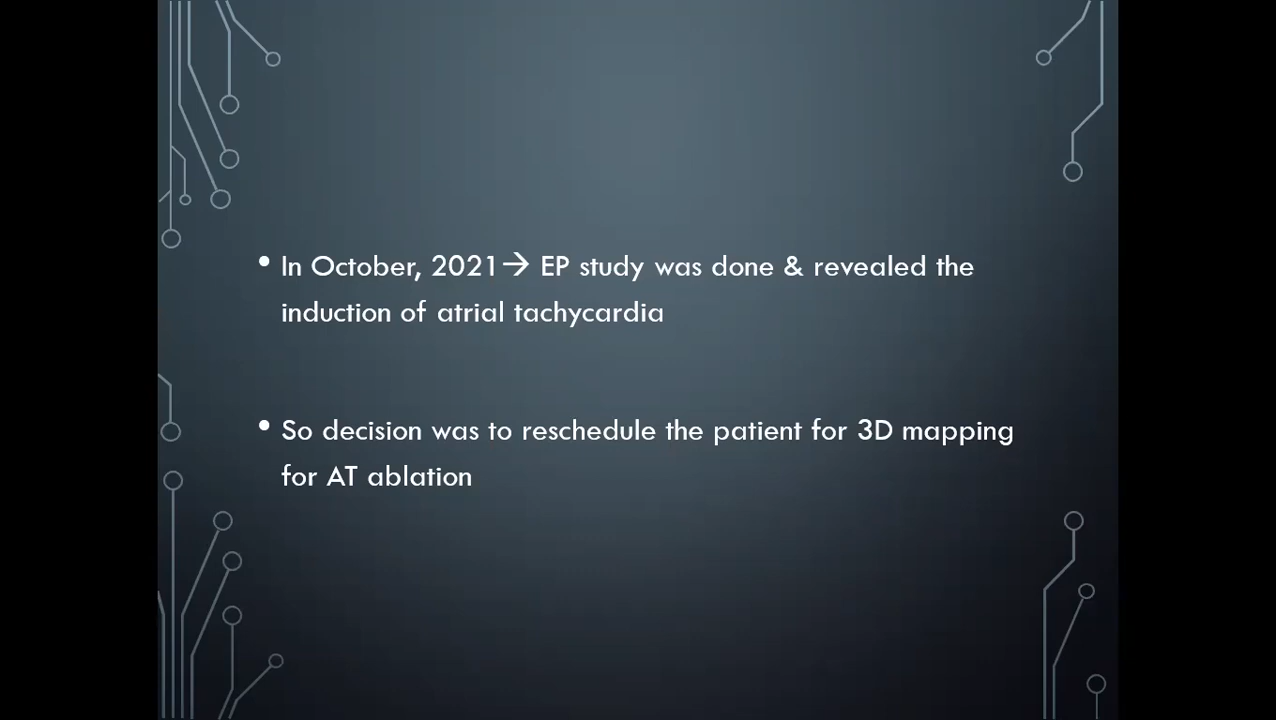 • In October, 2021→ EP study was done & revealed the
induction of atrial tachycardia
• So decision was to reschedule the patient for 3D mapping
for AT ablation